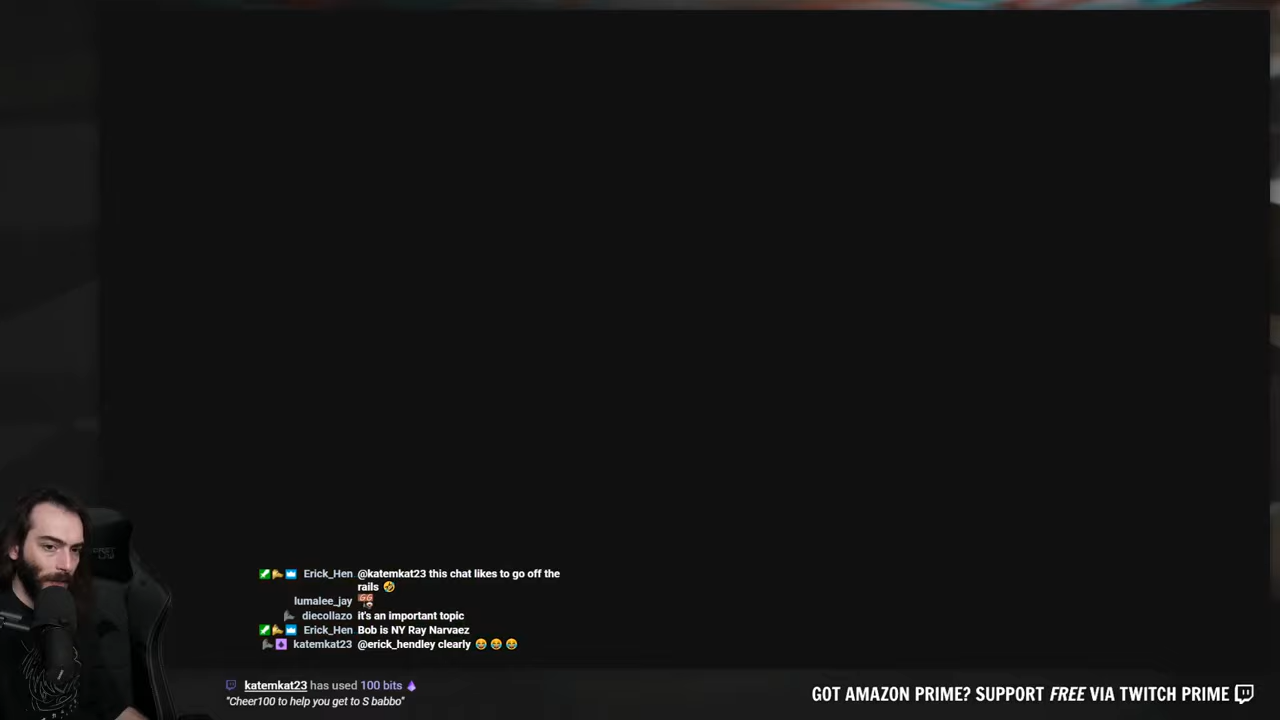 Erick_Hen @katemkat23 this chat likes to go off the
rails 🤣
lumalee_jay
diecollazo it's an important topic
Erick_Hen Bob is NY Ray Narvaez
katemkat23 @erick_hendley clearly 😂 😂 😂
katemkat23 has used 100 bits
"Cheer100 to help you get to S babbo"
GOT AMAZON PRIME? SUPPORT FREE VIA TWITCH PRIME